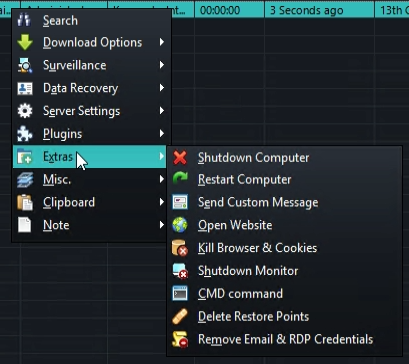 00:00:00 3 Seconds ago 13th
Search
Download Options
Surveillance
Data Recovery
Server Settings
Plugins
Extras
Misc.
Clipboard
Note
Shutdown Computer
Restart Computer
Send Custom Message
Open Website
Kill Browser & Cookies
Shutdown Monitor
CMD command
Delete Restore Points
Remove Email & RDP Credentials